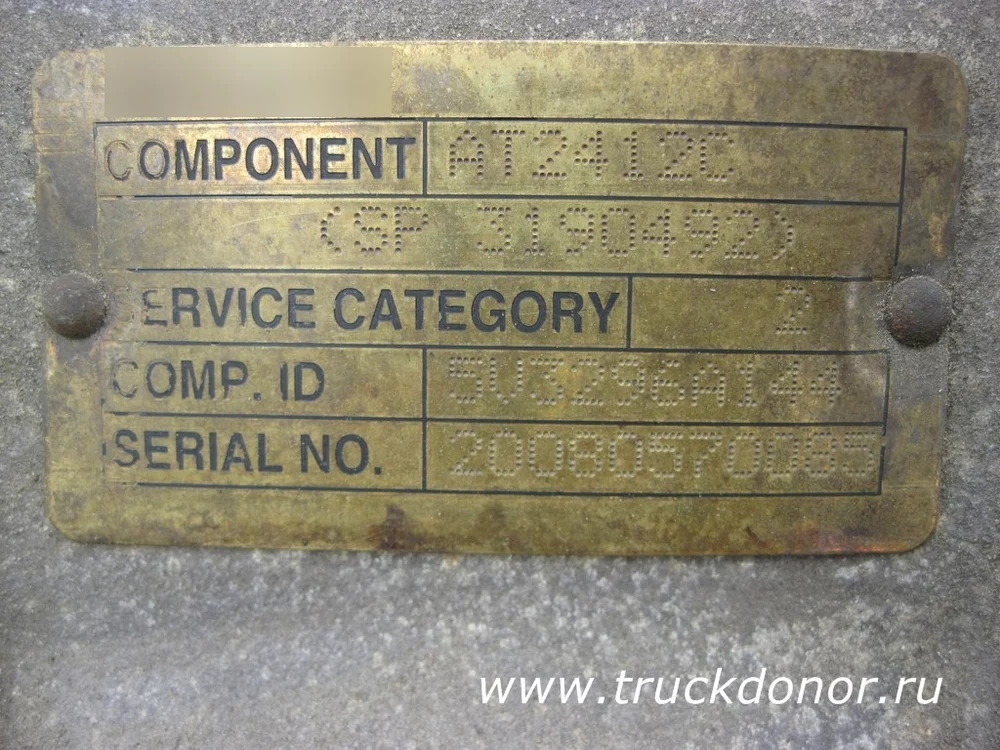 COMPONENT AT2412C
(SP 3190492)
SERVICE CATEGORY 2
COMP. ID 5U3296A144
SERIAL NO. 20080570085
www.truckdonor.ru